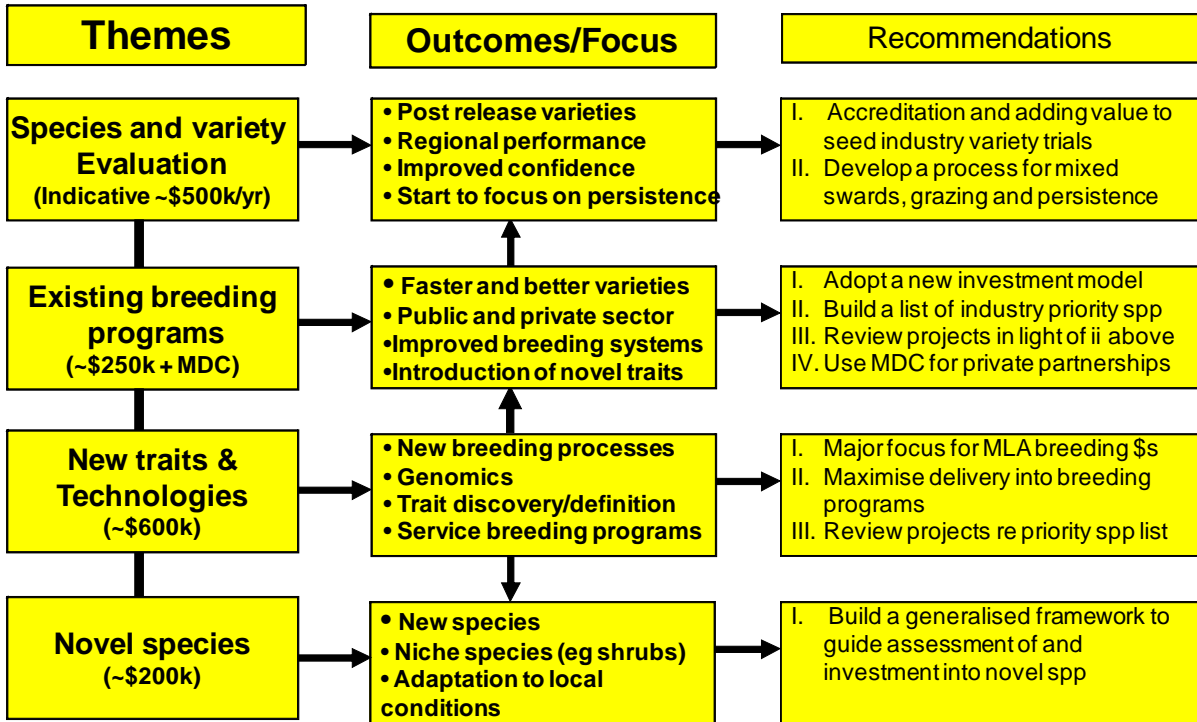 Themes
Outcomes/Focus
Recommendations
Species and variety
Evaluation
(Indicative ~$500k/yr)
• Post release varieties
• Regional performance
• Improved confidence
• Start to focus on persistence
I. Accreditation and adding value to
seed industry variety trials
II. Develop a process for mixed
swards, grazing and persistence
Existing breeding
programs
(~$250k + MDC)
• Faster and better varieties
• Public and private sector
•Improved breeding systems
•Introduction of novel traits
I. Adopt a new investment model
II. Build a list of industry priority spp
III. Review projects in light of ii above
IV. Use MDC for private partnerships
New traits &
Technologies
(~$600k)
• New breeding processes
• Genomics
• Trait discovery/definition
• Service breeding programs
I. Major focus for MLA breeding $s
II. Maximise delivery into breeding
programs
III. Review projects re priority spp list
Novel species
(~$200k)
• New species
• Niche species (eg shrubs)
• Adaptation to local
conditions
I. Build a generalised framework to
guide assessment of and
investment into novel spp